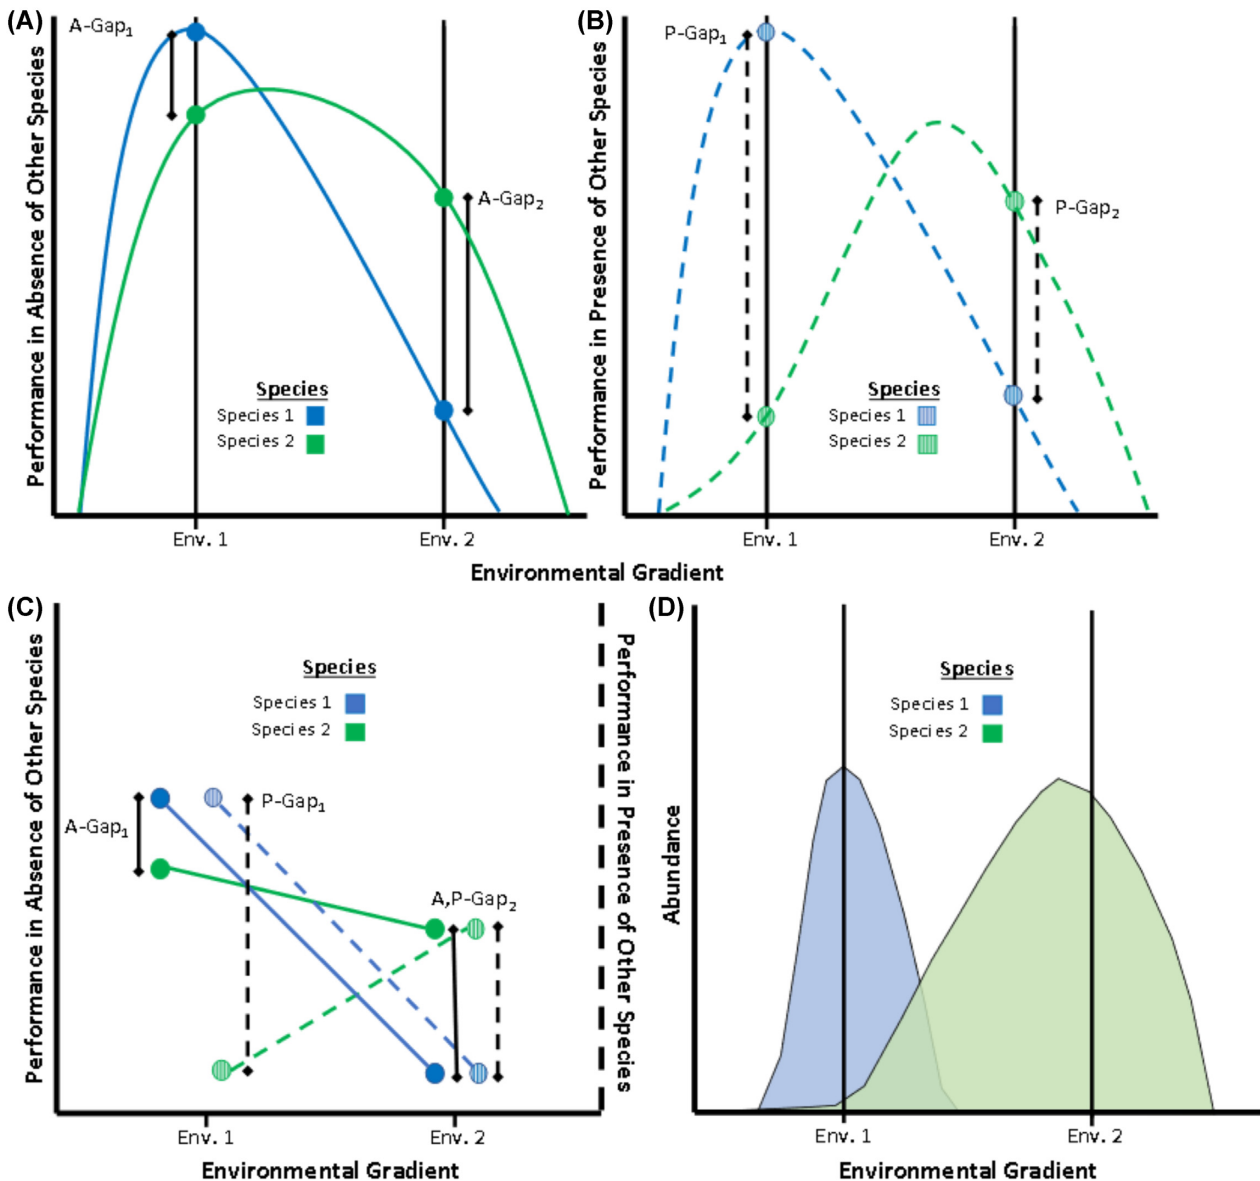 (A)
A-Gap1
Performance in Absence of Other Species
A-Gap2
Species
Species 1
Species 2
Env. 1
Env. 2
(B)
P-Gap1
Performance in Presence of Other Species
P-Gap2
Species
Species 1
Species 2
Env. 1
Env. 2
Environmental Gradient
(C)
Performance in Absence of Other Species
Species
Species 1
Species 2
A-Gap1
P-Gap1
A,P-Gap2
Performance in Presence of Other Species
Env. 1
Env. 2
Environmental Gradient
(D)
Species
Species 1
Species 2
Abundance
Env. 1
Env. 2
Environmental Gradient